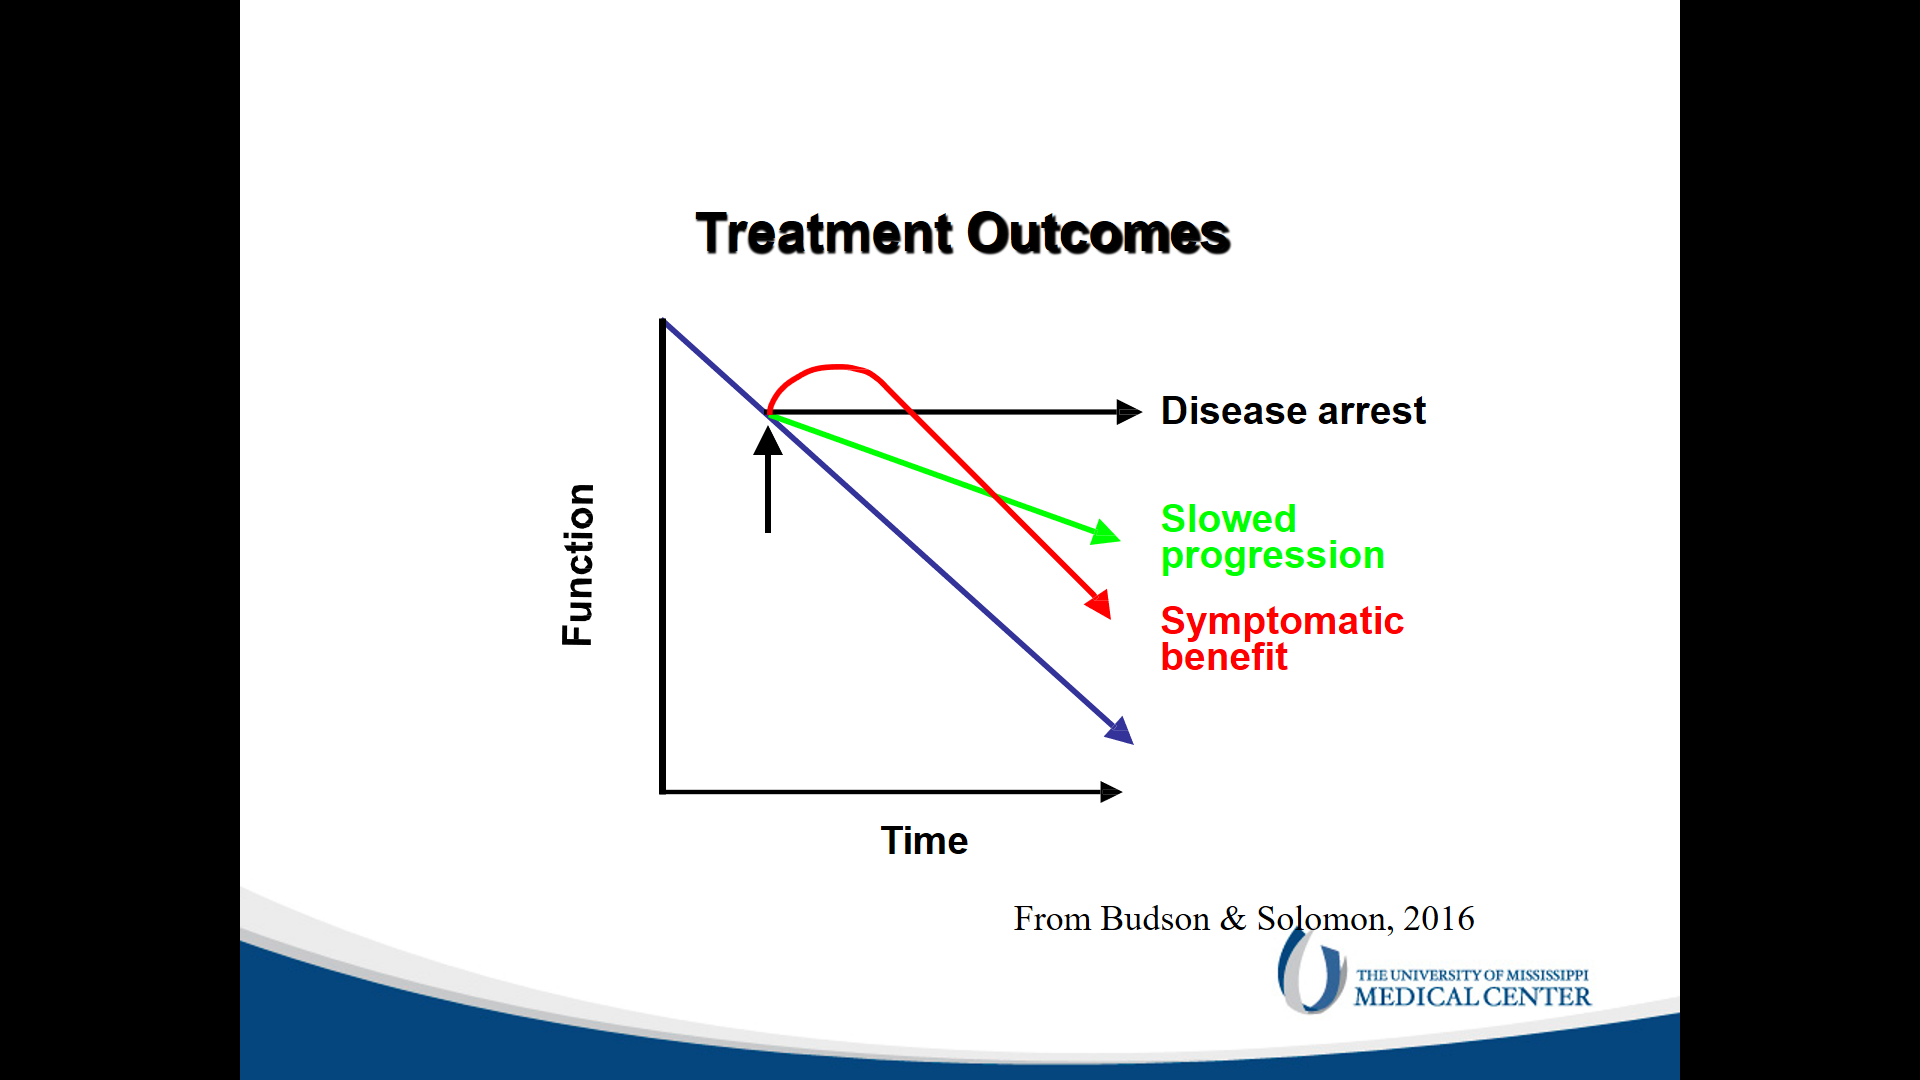 Treatment Outcomes
Disease arrest
Slowed
progression
Symptomatic
benefit
Function
Time
From Budson & Solomon, 2016
THE UNIVERSITY OF MISSISSIPPI
MEDICAL CENTER